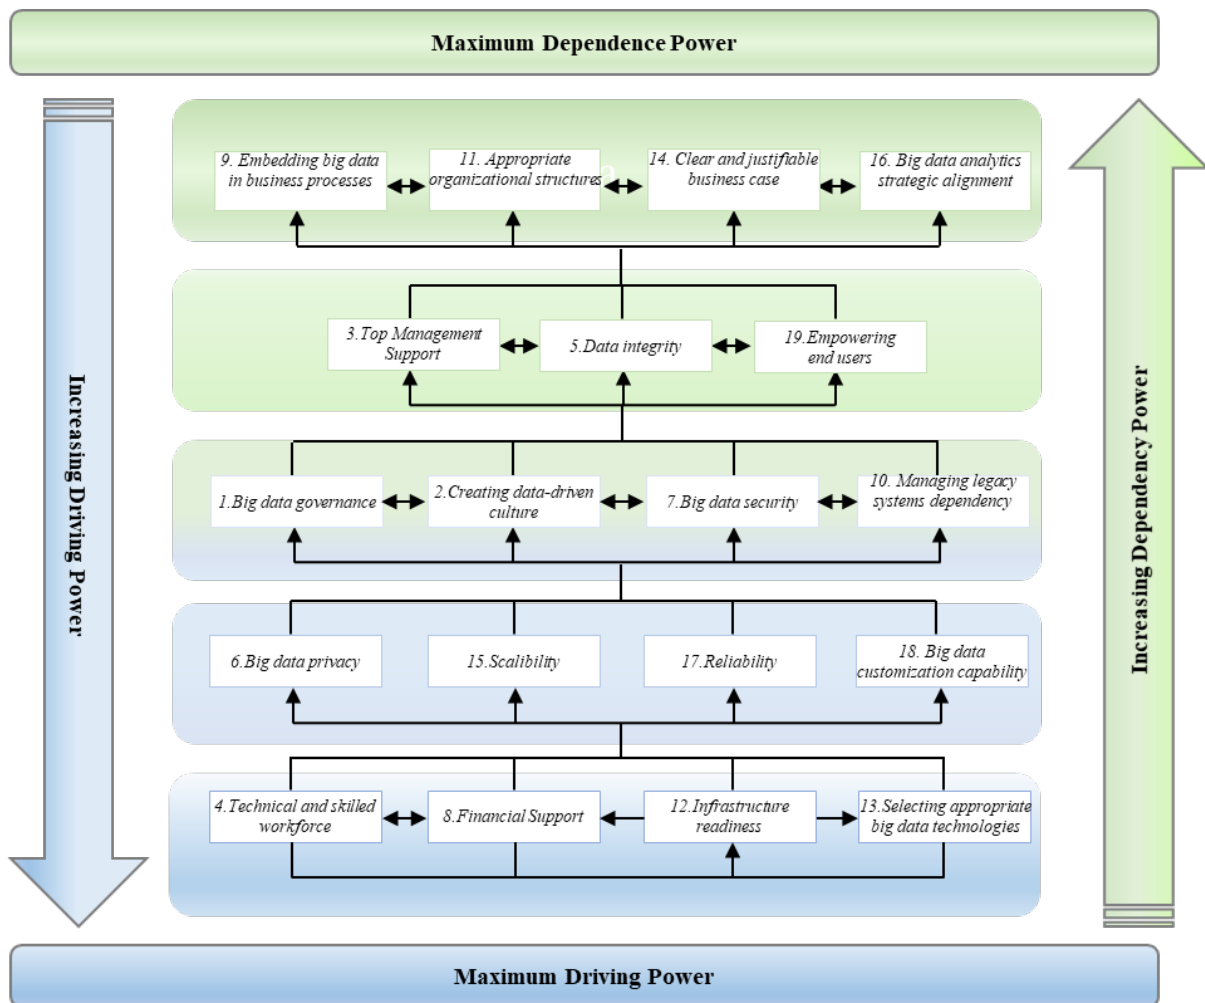 Maximum Dependence Power
9. Embedding big data
in business processes
11. Appropriate
organizational structures
a
14. Clear and justifiable
business case
16. Big data analytics
strategic alignment
3.Top Management
Support
5.Data integrity
19.Empowering
end users
1.Big data governance
2.Creating data-driven
culture
7.Big data security
10. Managing legacy
systems dependency
6.Big data privacy
15.Scalibility
17.Reliability
18. Big data
customization capability
4.Technical and skilled
workforce
8.Financial Support
12.Infrastructure
readiness
13.Selecting appropriate
big data technologies
Increasing Driving Power
Increasing Dependency Power
Maximum Driving Power